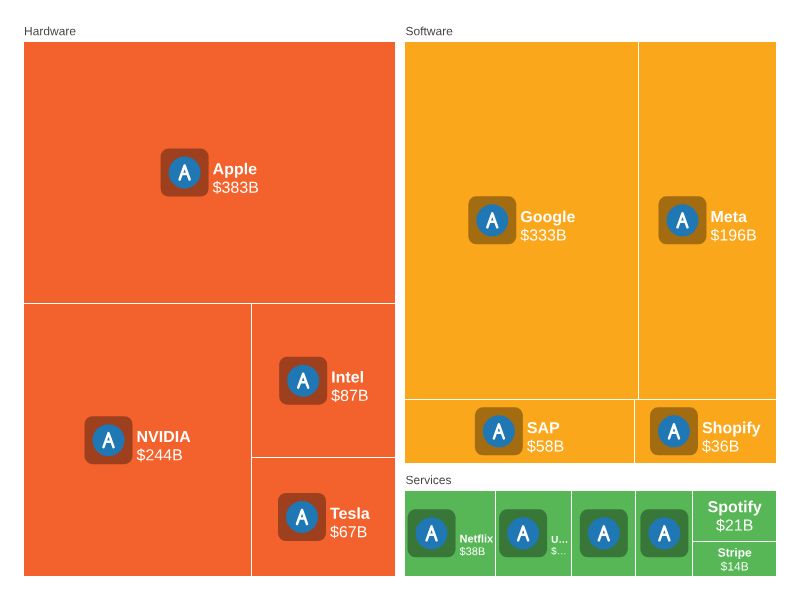 Hardware
Apple
$383B
NVIDIA
$244B
Intel
$87B
Tesla
$67B
Software
Google
$333B
Meta
$196B
SAP
$58B
Shopify
$36B
Services
Netflix
$38B
U...
$...
Spotify
$21B
Stripe
$14B